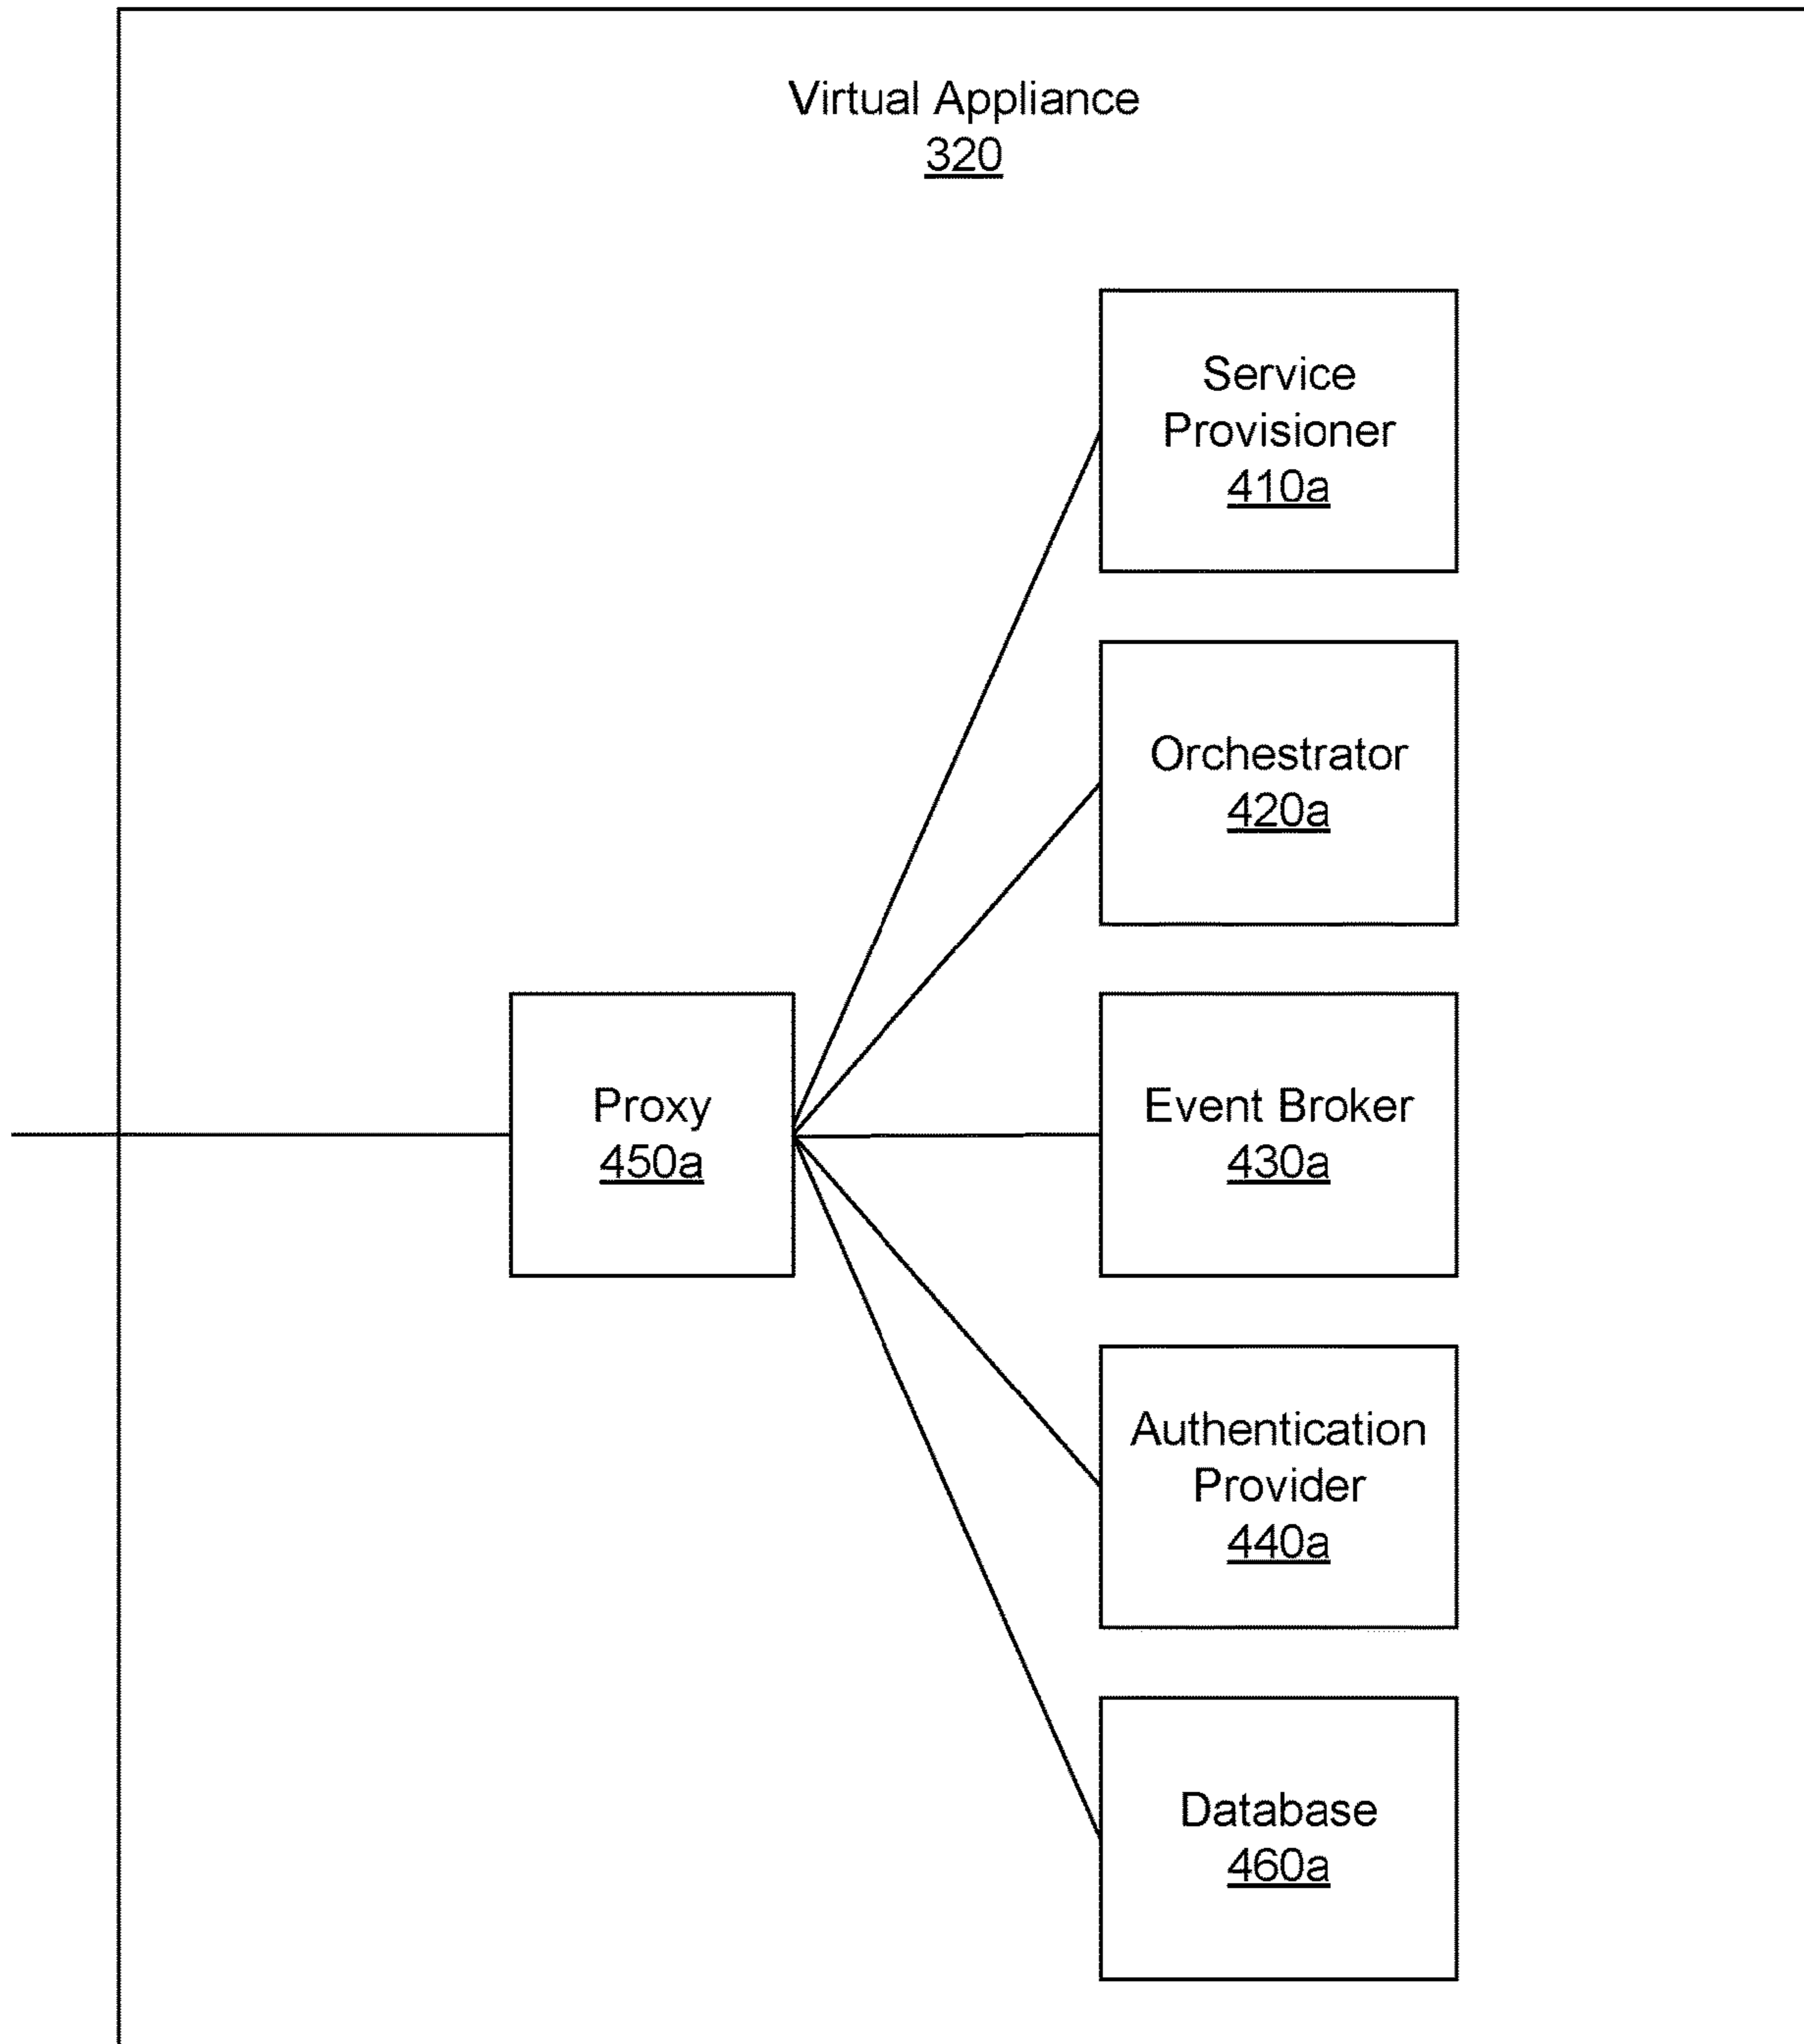 Virtual Appliance
320
Service
Provisioner
410a
Orchestrator
420a
Proxy
450a
Event Broker
430a
Authentication
Provider
440a
Database
460a